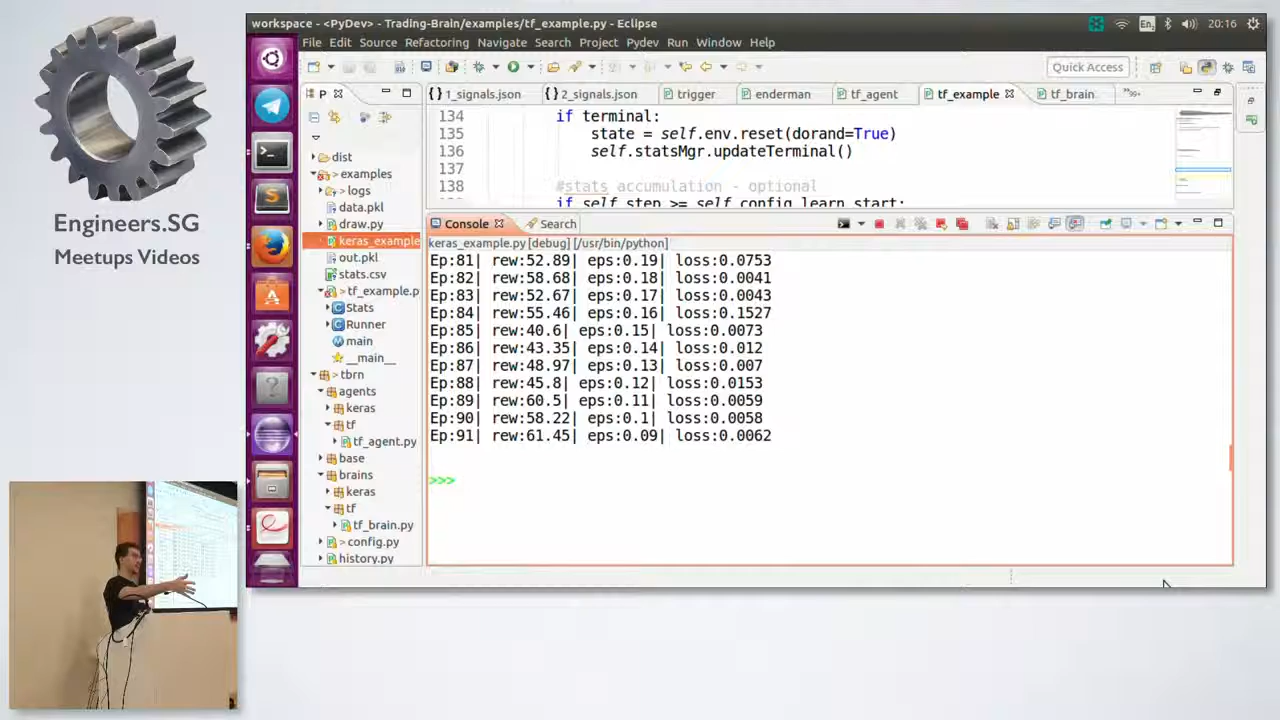 workspace - <PyDev> - Trading-Brain/examples/tf_example.py - Eclipse
En
20:16
File Edit Source Refactoring Navigate Search Project Pydev Run Window Help
Quick Access
P
1_signals.json
2_signals.json
trigger
enderman
tf_agent
tf_example
tf_brain
134 if terminal:
135 state = self.env.reset(dorand=True)
136 self.statsMgr.updateTerminal()
137
138 #stats accumulation - optional
if self.step >= self.config.learn_start:
dist
> examples
> logs
data.pkl
draw.py
keras_example
out.pkl
stats.csv
> tf_example.p
Stats
Runner
main
__main__
> tbrn
agents
keras
tf
tf_agent.py
base
brains
keras
tf
tf_brain.py
> config.py
history.py
Console
Search
keras_example.py [debug] [/usr/bin/python]
Ep:81| rew:52.89| eps:0.19| loss:0.0753
Ep:82| rew:58.68| eps:0.18| loss:0.0041
Ep:83| rew:52.67| eps:0.17| loss:0.0043
Ep:84| rew:55.46| eps:0.16| loss:0.1527
Ep:85| rew:40.6| eps:0.15| loss:0.0073
Ep:86| rew:43.35| eps:0.14| loss:0.012
Ep:87| rew:48.97| eps:0.13| loss:0.007
Ep:88| rew:45.8| eps:0.12| loss:0.0153
Ep:89| rew:60.5| eps:0.11| loss:0.0059
Ep:90| rew:58.22| eps:0.1| loss:0.0058
Ep:91| rew:61.45| eps:0.09| loss:0.0062
>>>
Engineers.SG
Meetups Videos